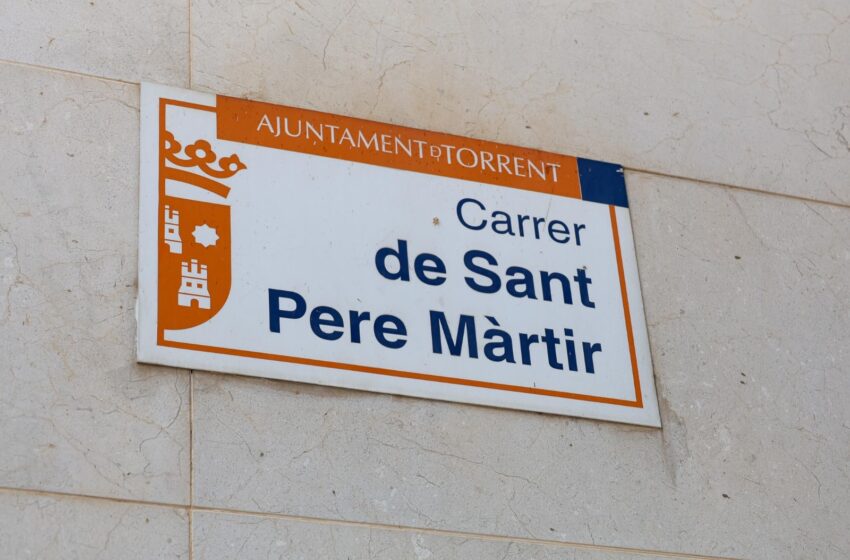 AJUNTAMENT DE TORRENT
Carrer
de Sant
Pere Màrtir